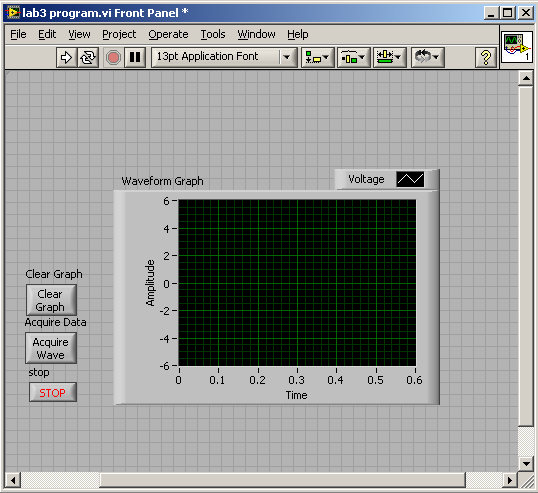 lab3 program.vi Front Panel *
File Edit View Project Operate Tools Window Help
13pt Application Font
?
1
Waveform Graph
Voltage
6
4
2
0
-2
-4
-6
Amplitude
0 0.1 0.2 0.3 0.4 0.5 0.6
Time
Clear Graph
Clear
Graph
Acquire Data
Acquire
Wave
stop
STOP